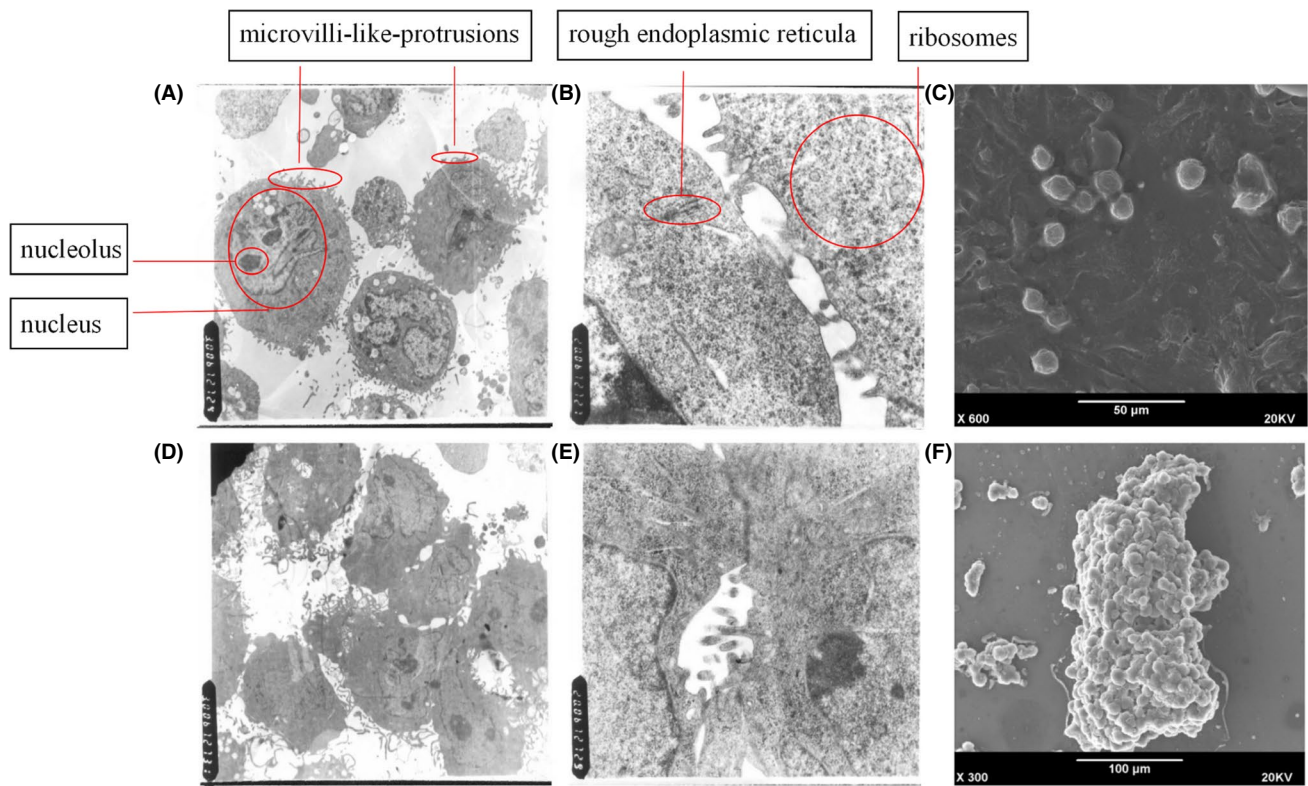 microvilli-like-protrusions
rough endoplasmic reticula
ribosomes
(A)
(B)
(C)
nucleolus
nucleus
50 µm
X 600
20KV
(D)
(E)
(F)
100 µm
X 300
20KV